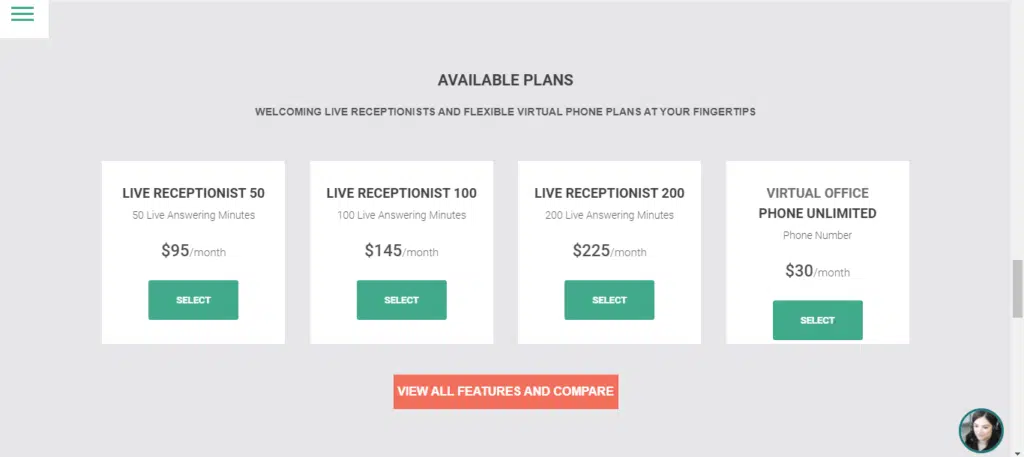 AVAILABLE PLANS
WELCOMING LIVE RECEPTIONISTS AND FLEXIBLE VIRTUAL PHONE PLANS AT YOUR FINGERTIPS
LIVE RECEPTIONIST 50
50 Live Answering Minutes
$95/month
SELECT
LIVE RECEPTIONIST 100
100 Live Answering Minutes
$145/month
SELECT
LIVE RECEPTIONIST 200
200 Live Answering Minutes
$225/month
SELECT
VIRTUAL OFFICE
PHONE UNLIMITED
Phone Number
$30/month
SELECT
VIEW ALL FEATURES AND COMPARE